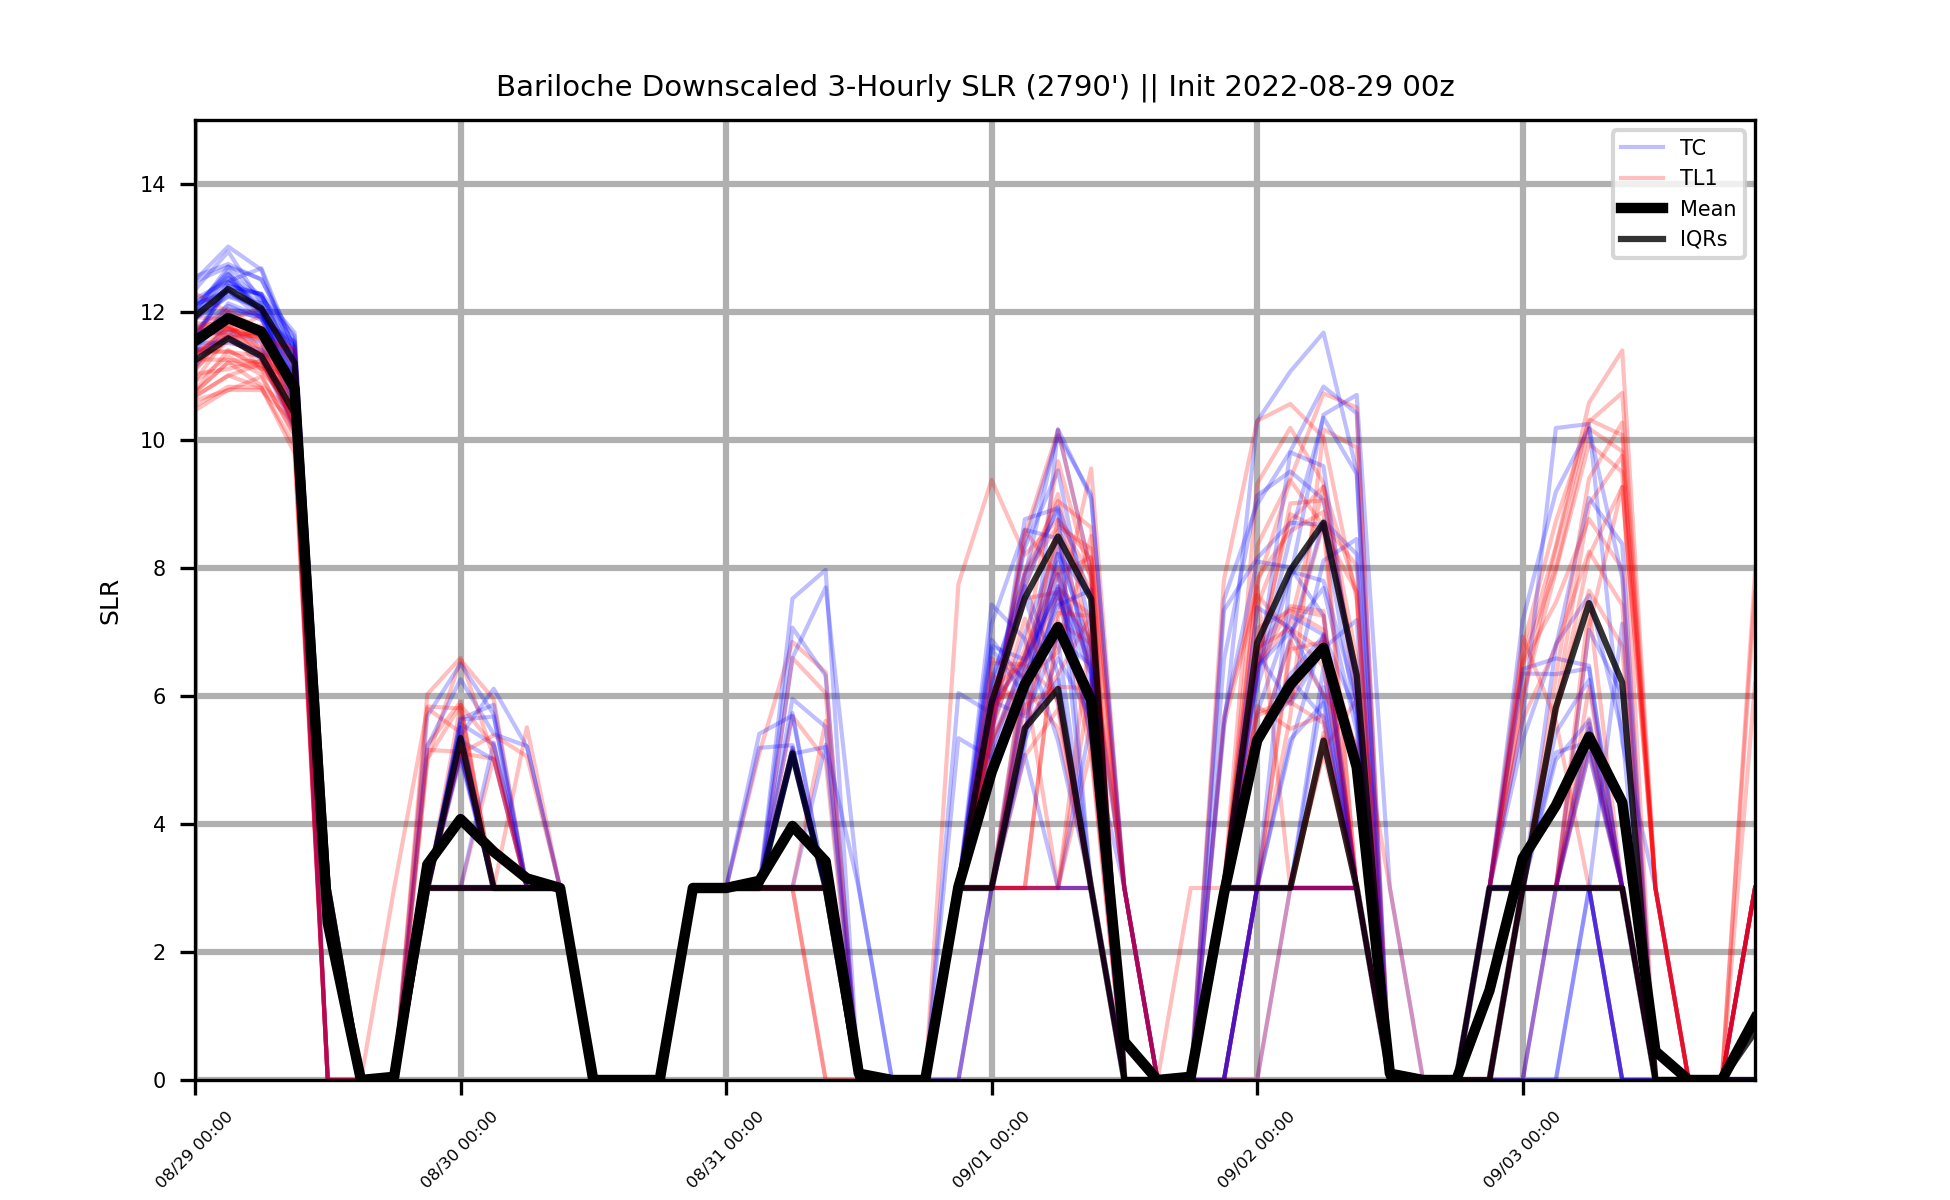 Bariloche Downscaled 3-Hourly SLR (2790') || Init 2022-08-29 00z
TC
TL1
Mean
IQRs
14
12
10
8
6
4
2
0
SLR
08/29 00:00
08/30 00:00
08/31 00:00
09/01 00:00
09/02 00:00
09/03 00:00